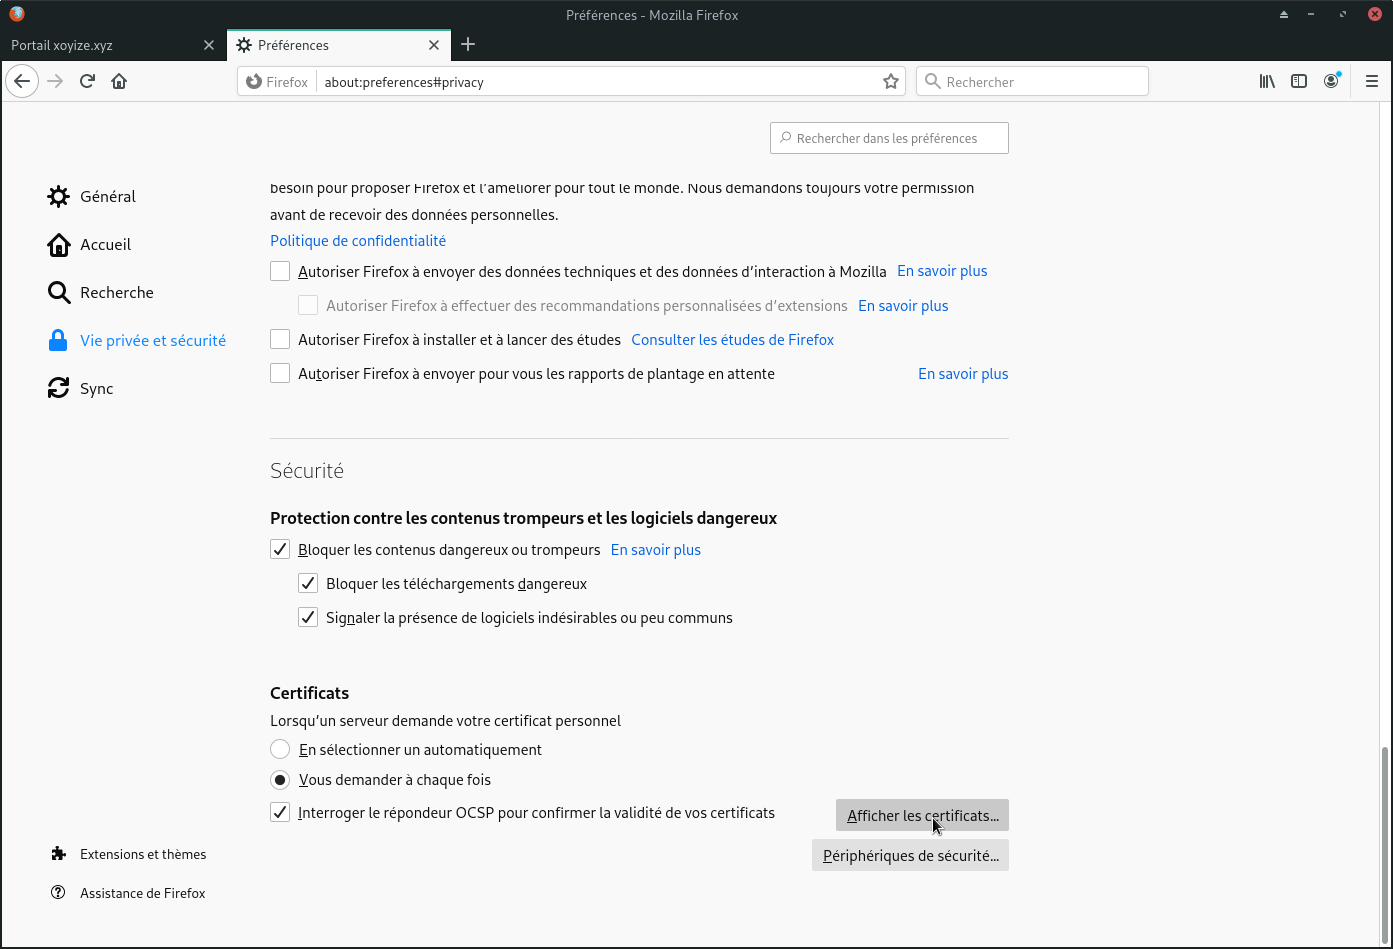 Préférences - Mozilla Firefox
Portail xoyize.xyz
Préférences
Firefox
about:preferences#privacy
Rechercher
Rechercher dans les préférences
Général
Accueil
Recherche
Vie privée et sécurité
Sync
Extensions et thèmes
Assistance de Firefox
besoin pour proposer Firefox et l’améliorer pour tout le monde. Nous demandons toujours votre permission
avant de recevoir des données personnelles.
Politique de confidentialité
Autoriser Firefox à envoyer des données techniques et des données d’interaction à Mozilla En savoir plus
Autoriser Firefox à effectuer des recommandations personnalisées d’extensions En savoir plus
Autoriser Firefox à installer et à lancer des études Consulter les études de Firefox
Autoriser Firefox à envoyer pour vous les rapports de plantage en attente En savoir plus
Sécurité
Protection contre les contenus trompeurs et les logiciels dangereux
Bloquer les contenus dangereux ou trompeurs En savoir plus
Bloquer les téléchargements dangereux
Signaler la présence de logiciels indésirables ou peu communs
Certificats
Lorsqu’un serveur demande votre certificat personnel
En sélectionner un automatiquement
Vous demander à chaque fois
Interroger le répondeur OCSP pour confirmer la validité de vos certificats
Afficher les certificats…
Périphériques de sécurité…